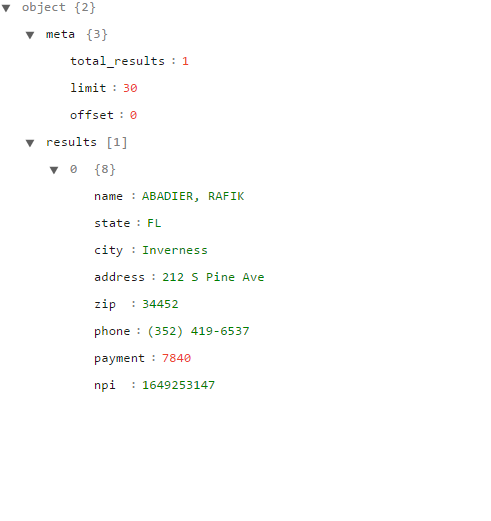 object {2}
meta {3}
total_results : 1
limit : 30
offset : 0
results [1]
0 {8}
name : ABADIER, RAFIK
state : FL
city : Inverness
address : 212 S Pine Ave
zip : 34452
phone : (352) 419-6537
payment : 7840
npi : 1649253147